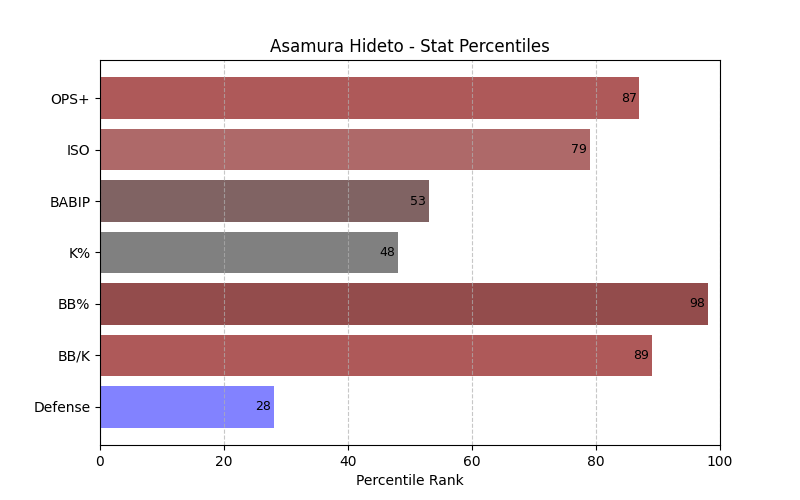 Asamura Hideto - Stat Percentiles
OPS+ 87
ISO 79
BABIP 53
K% 48
BB% 98
BB/K 89
Defense 28
0 20 40 60 80 100
Percentile Rank